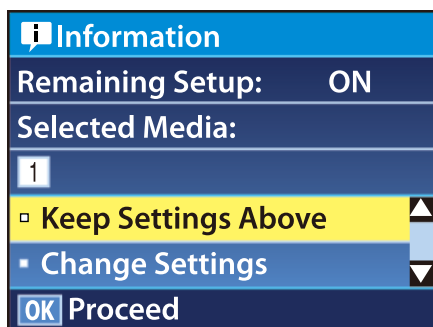 Information
Remaining Setup: ON
Selected Media:
1
Keep Settings Above
Change Settings
OK Proceed